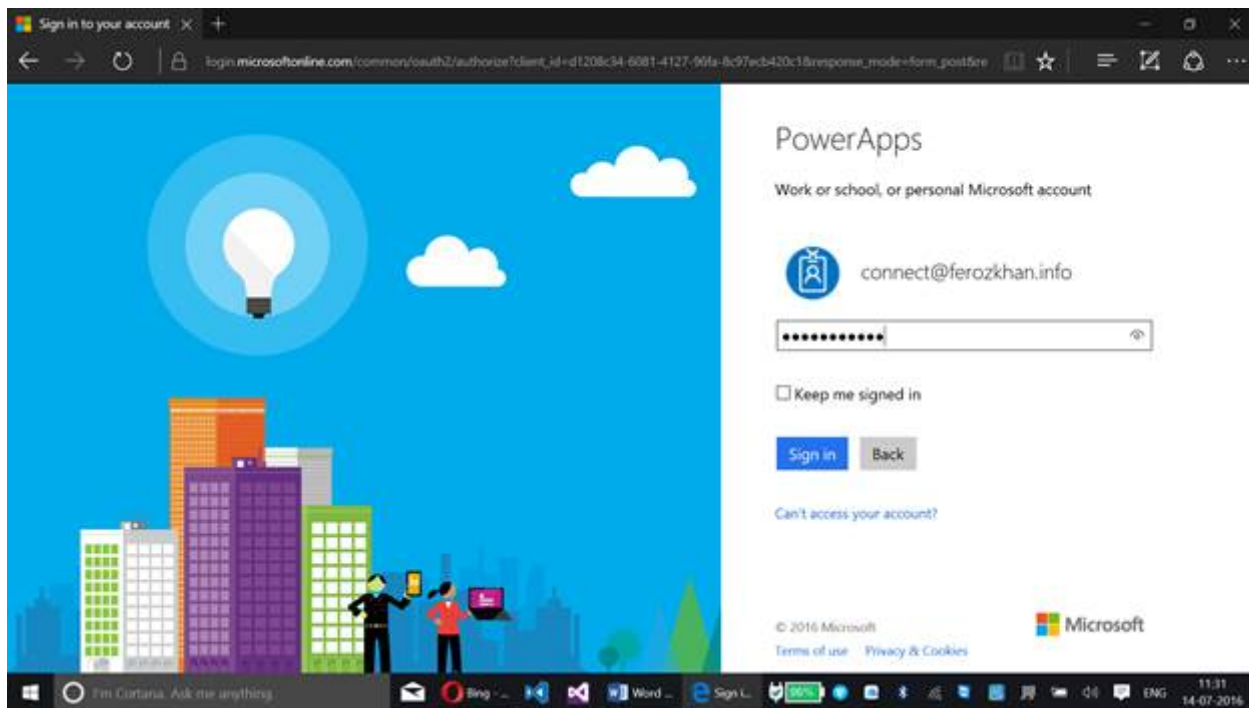 Sign in to your account
login.microsoftonline.com/common/oauth2/authorize?client_id=d1208c34-6081-4127-96fa-8c97ecb420c1&response_mode=form_post&re
PowerApps
Work or school, or personal Microsoft account
connect@ferozkhan.info
Keep me signed in
Sign in
Back
Can't access your account?
© 2016 Microsoft
Microsoft
Terms of use Privacy & Cookies
I'm Cortana. Ask me anything.
Bing - ...
Word ...
Sign i...
ENG
11:31
14-07-2016